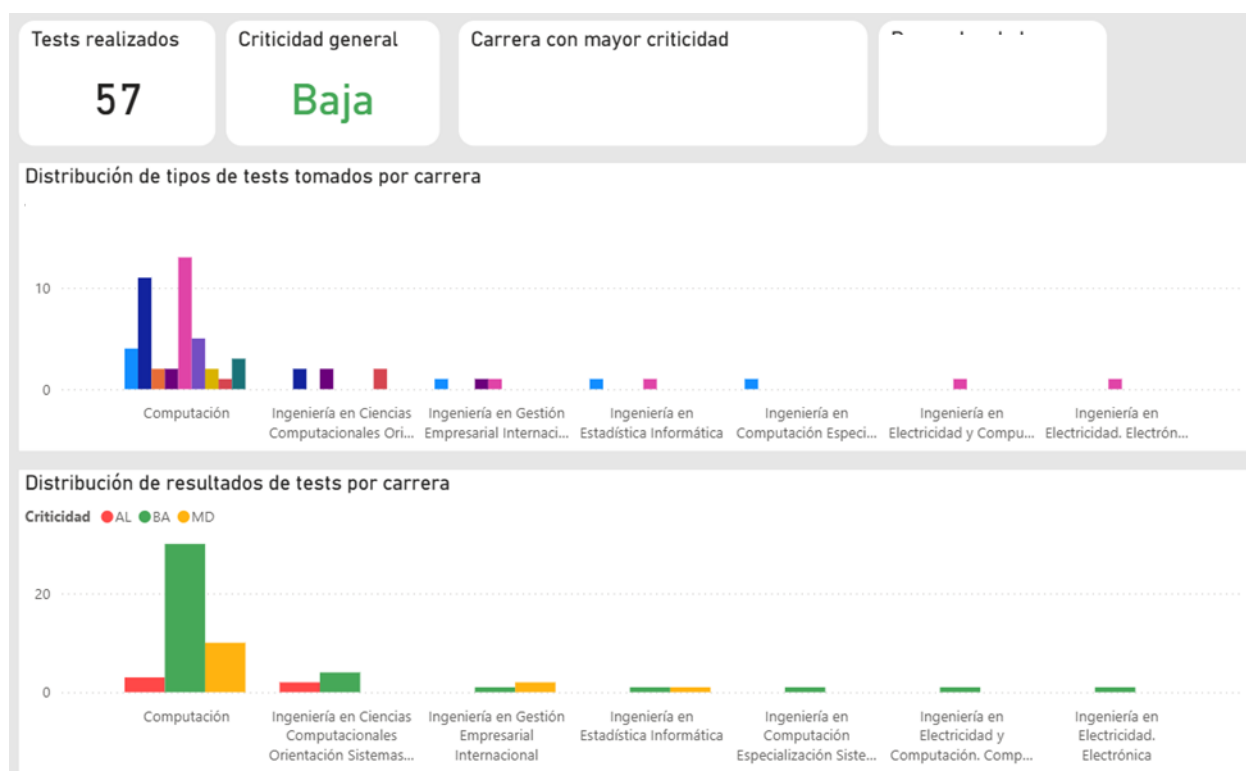 Tests realizados
57
Criticidad general
Baja
Carrera con mayor criticidad
Distribución de tipos de tests tomados por carrera
10
0
Computación
Ingeniería en Ciencias
Computacionales Ori...
Ingeniería en Gestión
Empresarial Internaci...
Ingeniería en
Estadística Informática
Ingeniería en
Computación Especi...
Ingeniería en
Electricidad y Compu...
Ingeniería en
Electricidad. Electrón...
Distribución de resultados de tests por carrera
Criticidad AL BA MD
20
0
Computación
Ingeniería en Ciencias
Computacionales
Orientación Sistemas...
Ingeniería en Gestión
Empresarial
Internacional
Ingeniería en
Estadística Informática
Ingeniería en
Computación
Especialización Siste...
Ingeniería en
Electricidad y
Computación. Comp...
Ingeniería en
Electricidad.
Electrónica